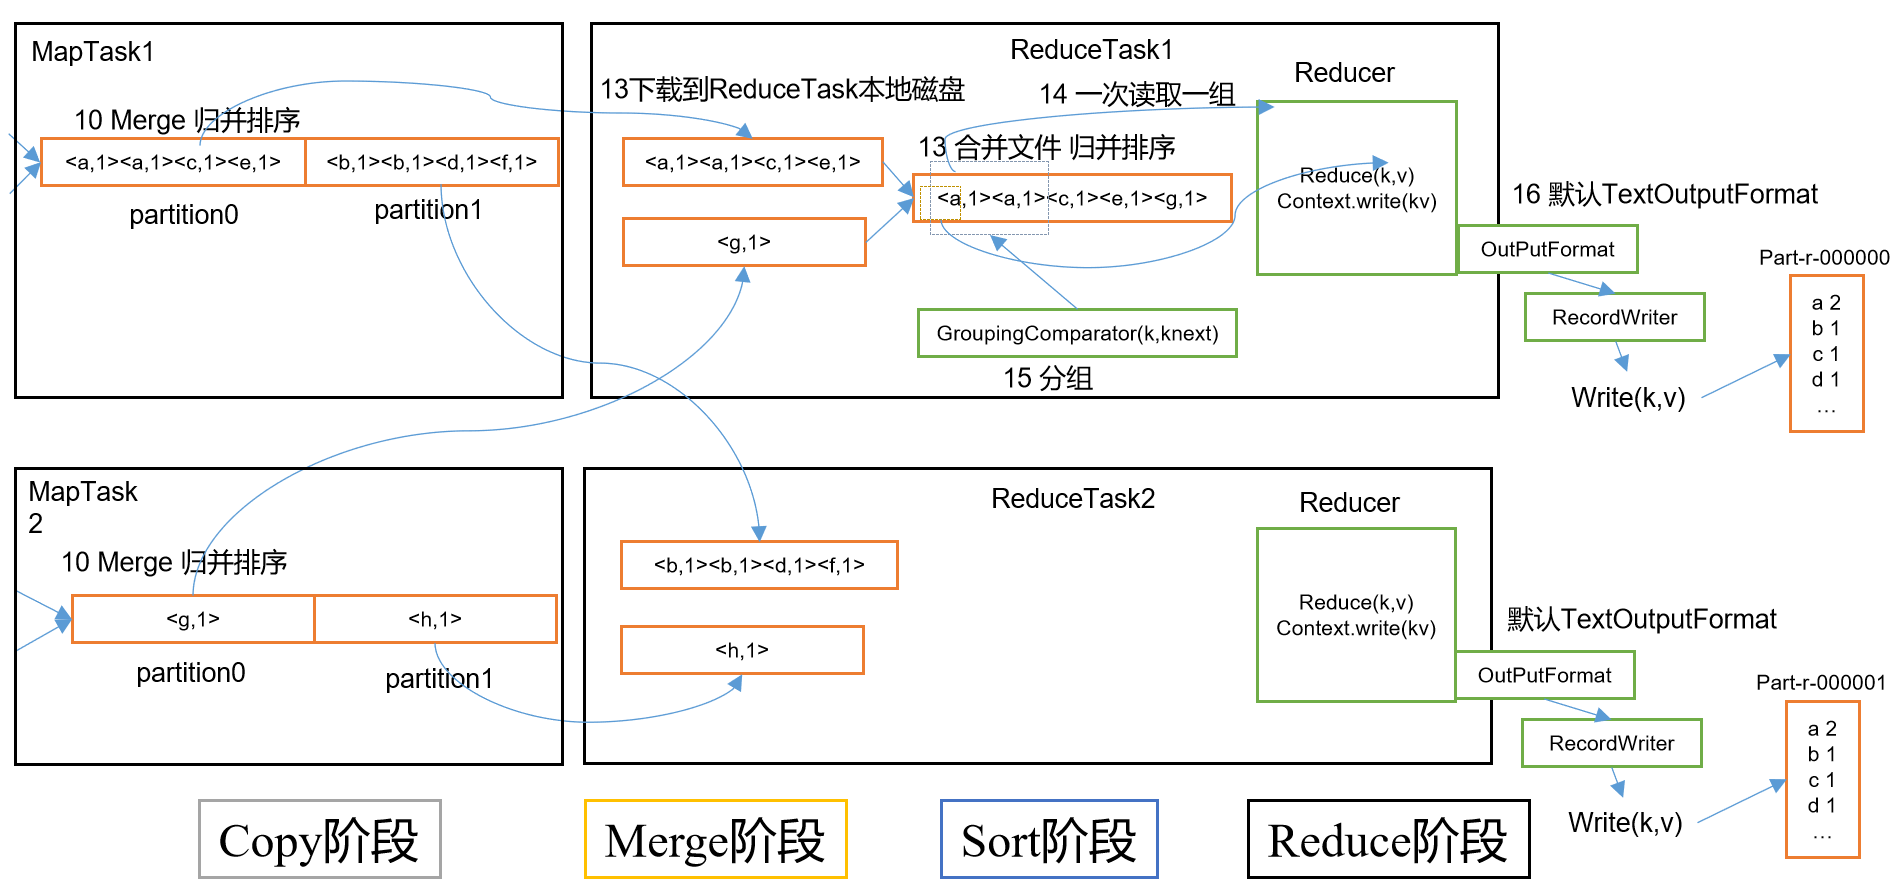 MapTask1
10 Merge 归并排序
<a,1><a,1><c,1><e,1>
<b,1><b,1><d,1><f,1>
partition0
partition1
ReduceTask1
13下载到ReduceTask本地磁盘
<a,1><a,1><c,1><e,1>
<g,1>
14 一次读取一组
13 合并文件 归并排序
<a,1><a,1><c,1><e,1><g,1>
GroupingComparator(k,knext)
15 分组
Reducer
Reduce(k,v)
Context.write(kv)
16 默认TextOutputFormat
OutPutFormat
RecordWriter
Write(k,v)
Part-r-000000
a 2
b 1
c 1
d 1
…
MapTask
2
10 Merge 归并排序
<g,1>
<h,1>
partition0
partition1
ReduceTask2
<b,1><b,1><d,1><f,1>
<h,1>
Reducer
Reduce(k,v)
Context.write(kv)
默认TextOutputFormat
OutPutFormat
RecordWriter
Write(k,v)
Part-r-000001
a 2
b 1
c 1
d 1
…
Copy阶段
Merge阶段
Sort阶段
Reduce阶段